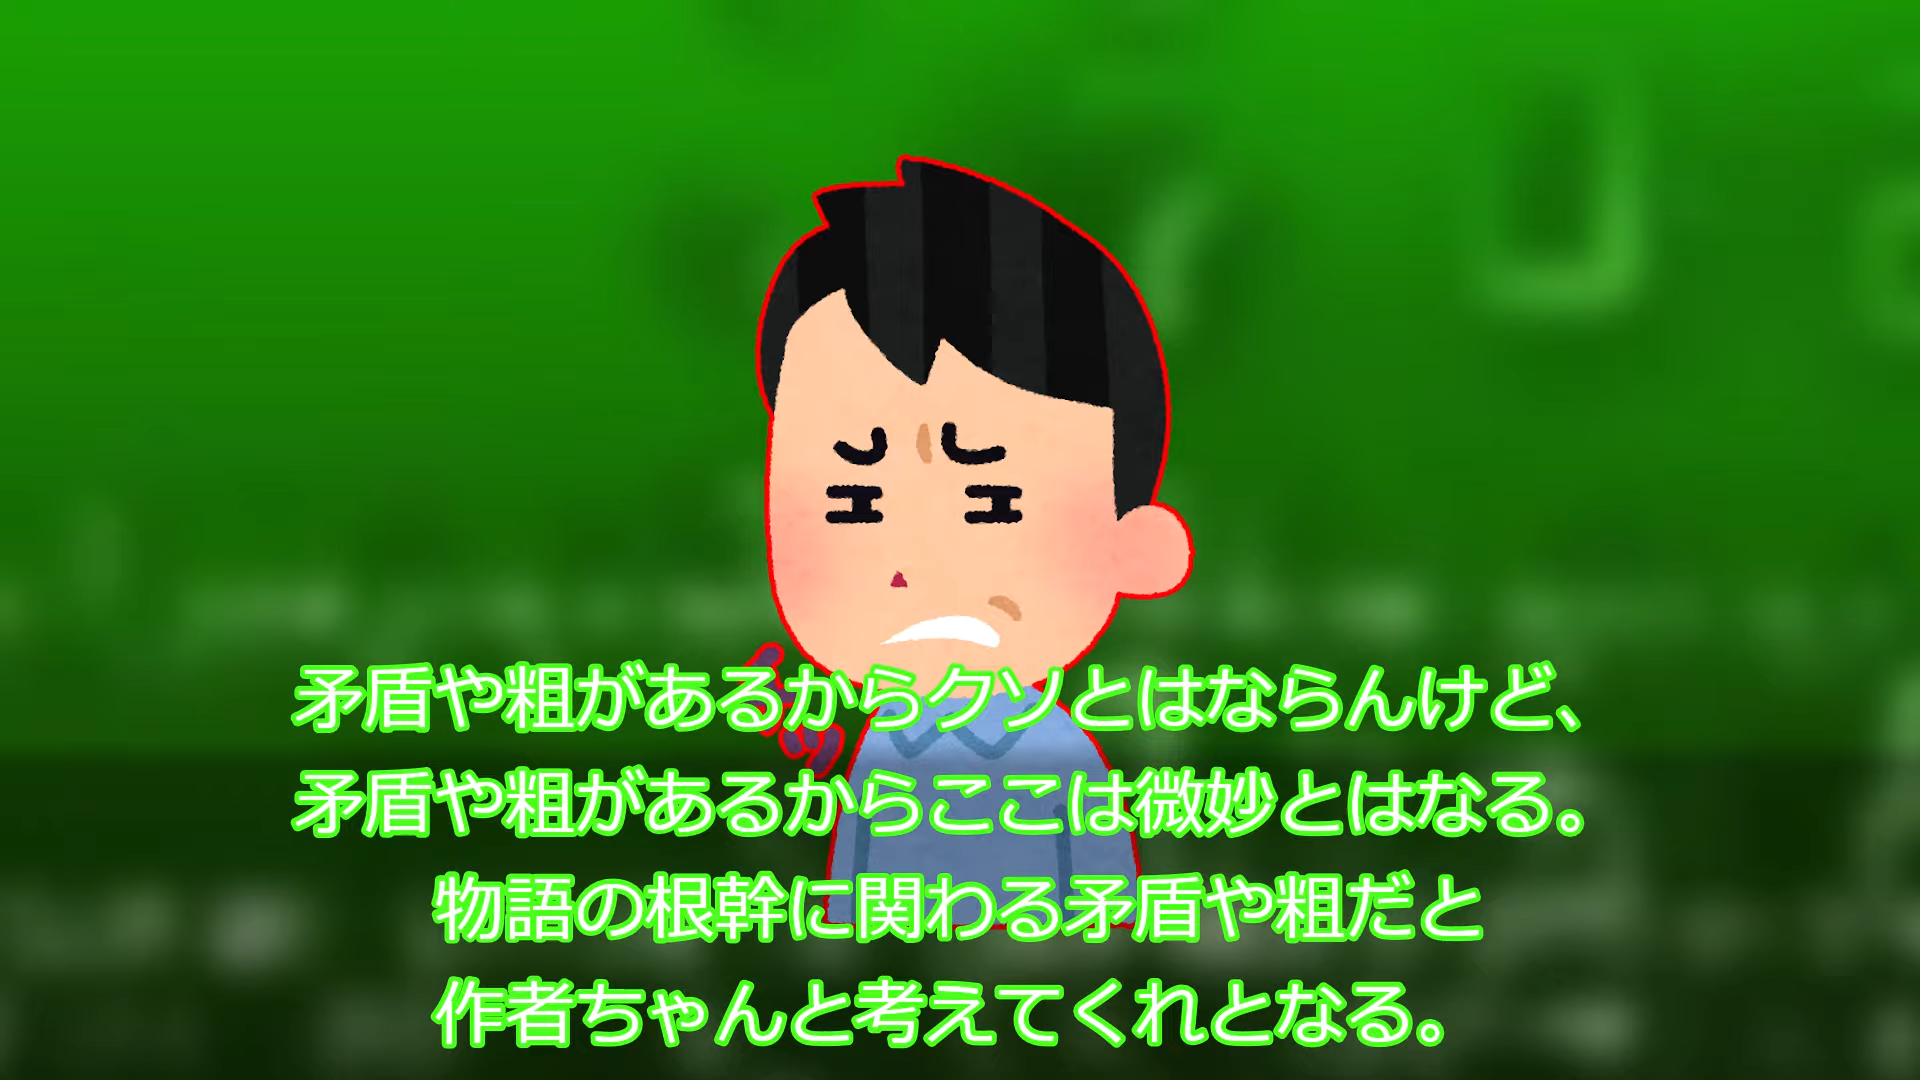 矛盾や粗があるからクソとはならんけど、
矛盾や粗があるからここは微妙とはなる。
物語の根幹に関わる矛盾や粗だと
作者ちゃんと考えてくれとなる。